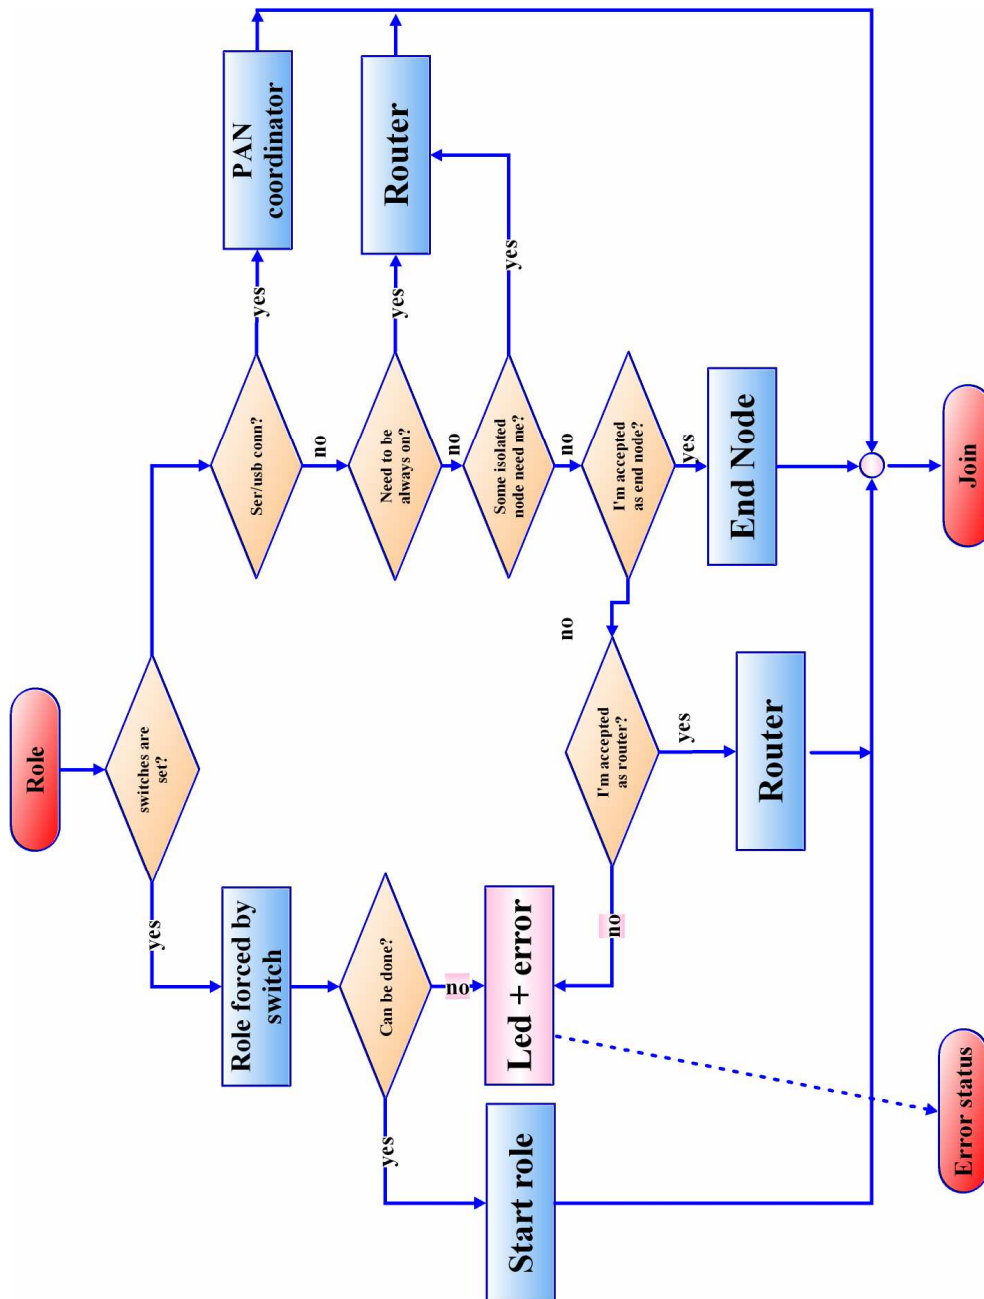 Role
switches are
set?
yes
Role forced by
switch
Can be done?
yes
no
Start role
Led + error
Error status
Ser/usb conn?
yes
PAN
coordinator
no
Need to be
always on?
yes
Router
no
Some isolated
node need me?
yes
no
I'm accepted
as end node?
yes
End Node
no
I'm accepted
as router?
yes
Router
no
Join